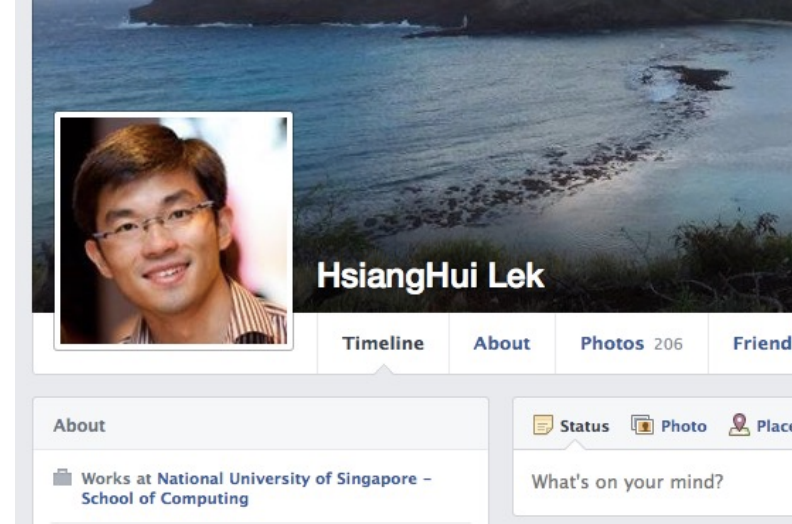 HsiangHui Lek
Timeline
About
Photos 206
Friend
About
Works at National University of Singapore –
School of Computing
Status
Photo
Place
What's on your mind?